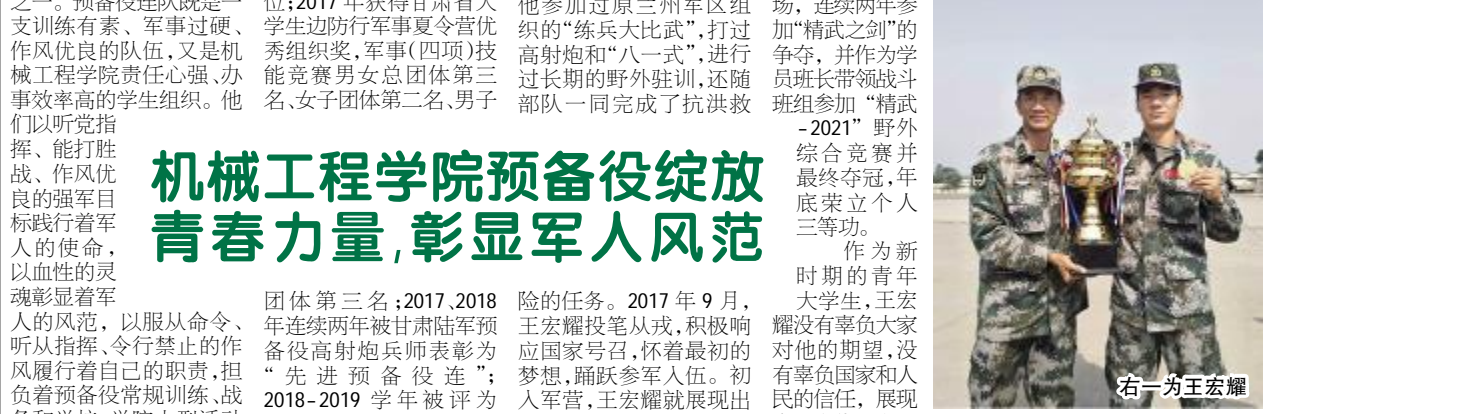 之一。预备役连队既是一
支训练有素、军事过硬、
作风优良的队伍,又是机
械工程学院责任心强、办
事效率高的学生组织。他
们以听党指
挥、能打胜
战、作风优
良的强军目
标践行着军
人的使命,
以血性的灵
魂彰显着军
人的风范，以服从命令、
听从指挥、令行禁止的作
风履行着自己的职责,担
负着预备役常规训练、战
位;2017年获得甘肃省大
学生边防行军事夏令营优
秀组织奖,军事(四项)技
能竞赛男女总团体第三
名、女子团体第二名、男子
机械工程学院预备役绽放
青春力量,彰显军人风范
团体第三名;2017、2018
年连续两年被甘肃陆军预
备役高射炮兵师表彰为
“先进预备役连”;
2018-2019 学年被评为
他参加过原兰州军区组
织的“练兵大比武”,打过
高射炮和“八一式”,进行
过长期的野外驻训,还随
部队一同完成了抗洪救
险的任务。2017 年 9 月,
王宏耀投笔从戎,积极响
应国家号召,怀着最初的
梦想,踊跃参军入伍。初
入军营,王宏耀就展现出
场，连续两年参
加“精武之剑”的
争夺，并作为学
员班长带领战斗
班组参加“精武
-2021”野外
综合竞赛并
最终夺冠,年
底荣立个人
三等功。
作为新
时期的青年
大学生,王宏
耀没有辜负大家
对他的期望,没
有辜负国家和人
民的信任，展现
右一为王宏耀